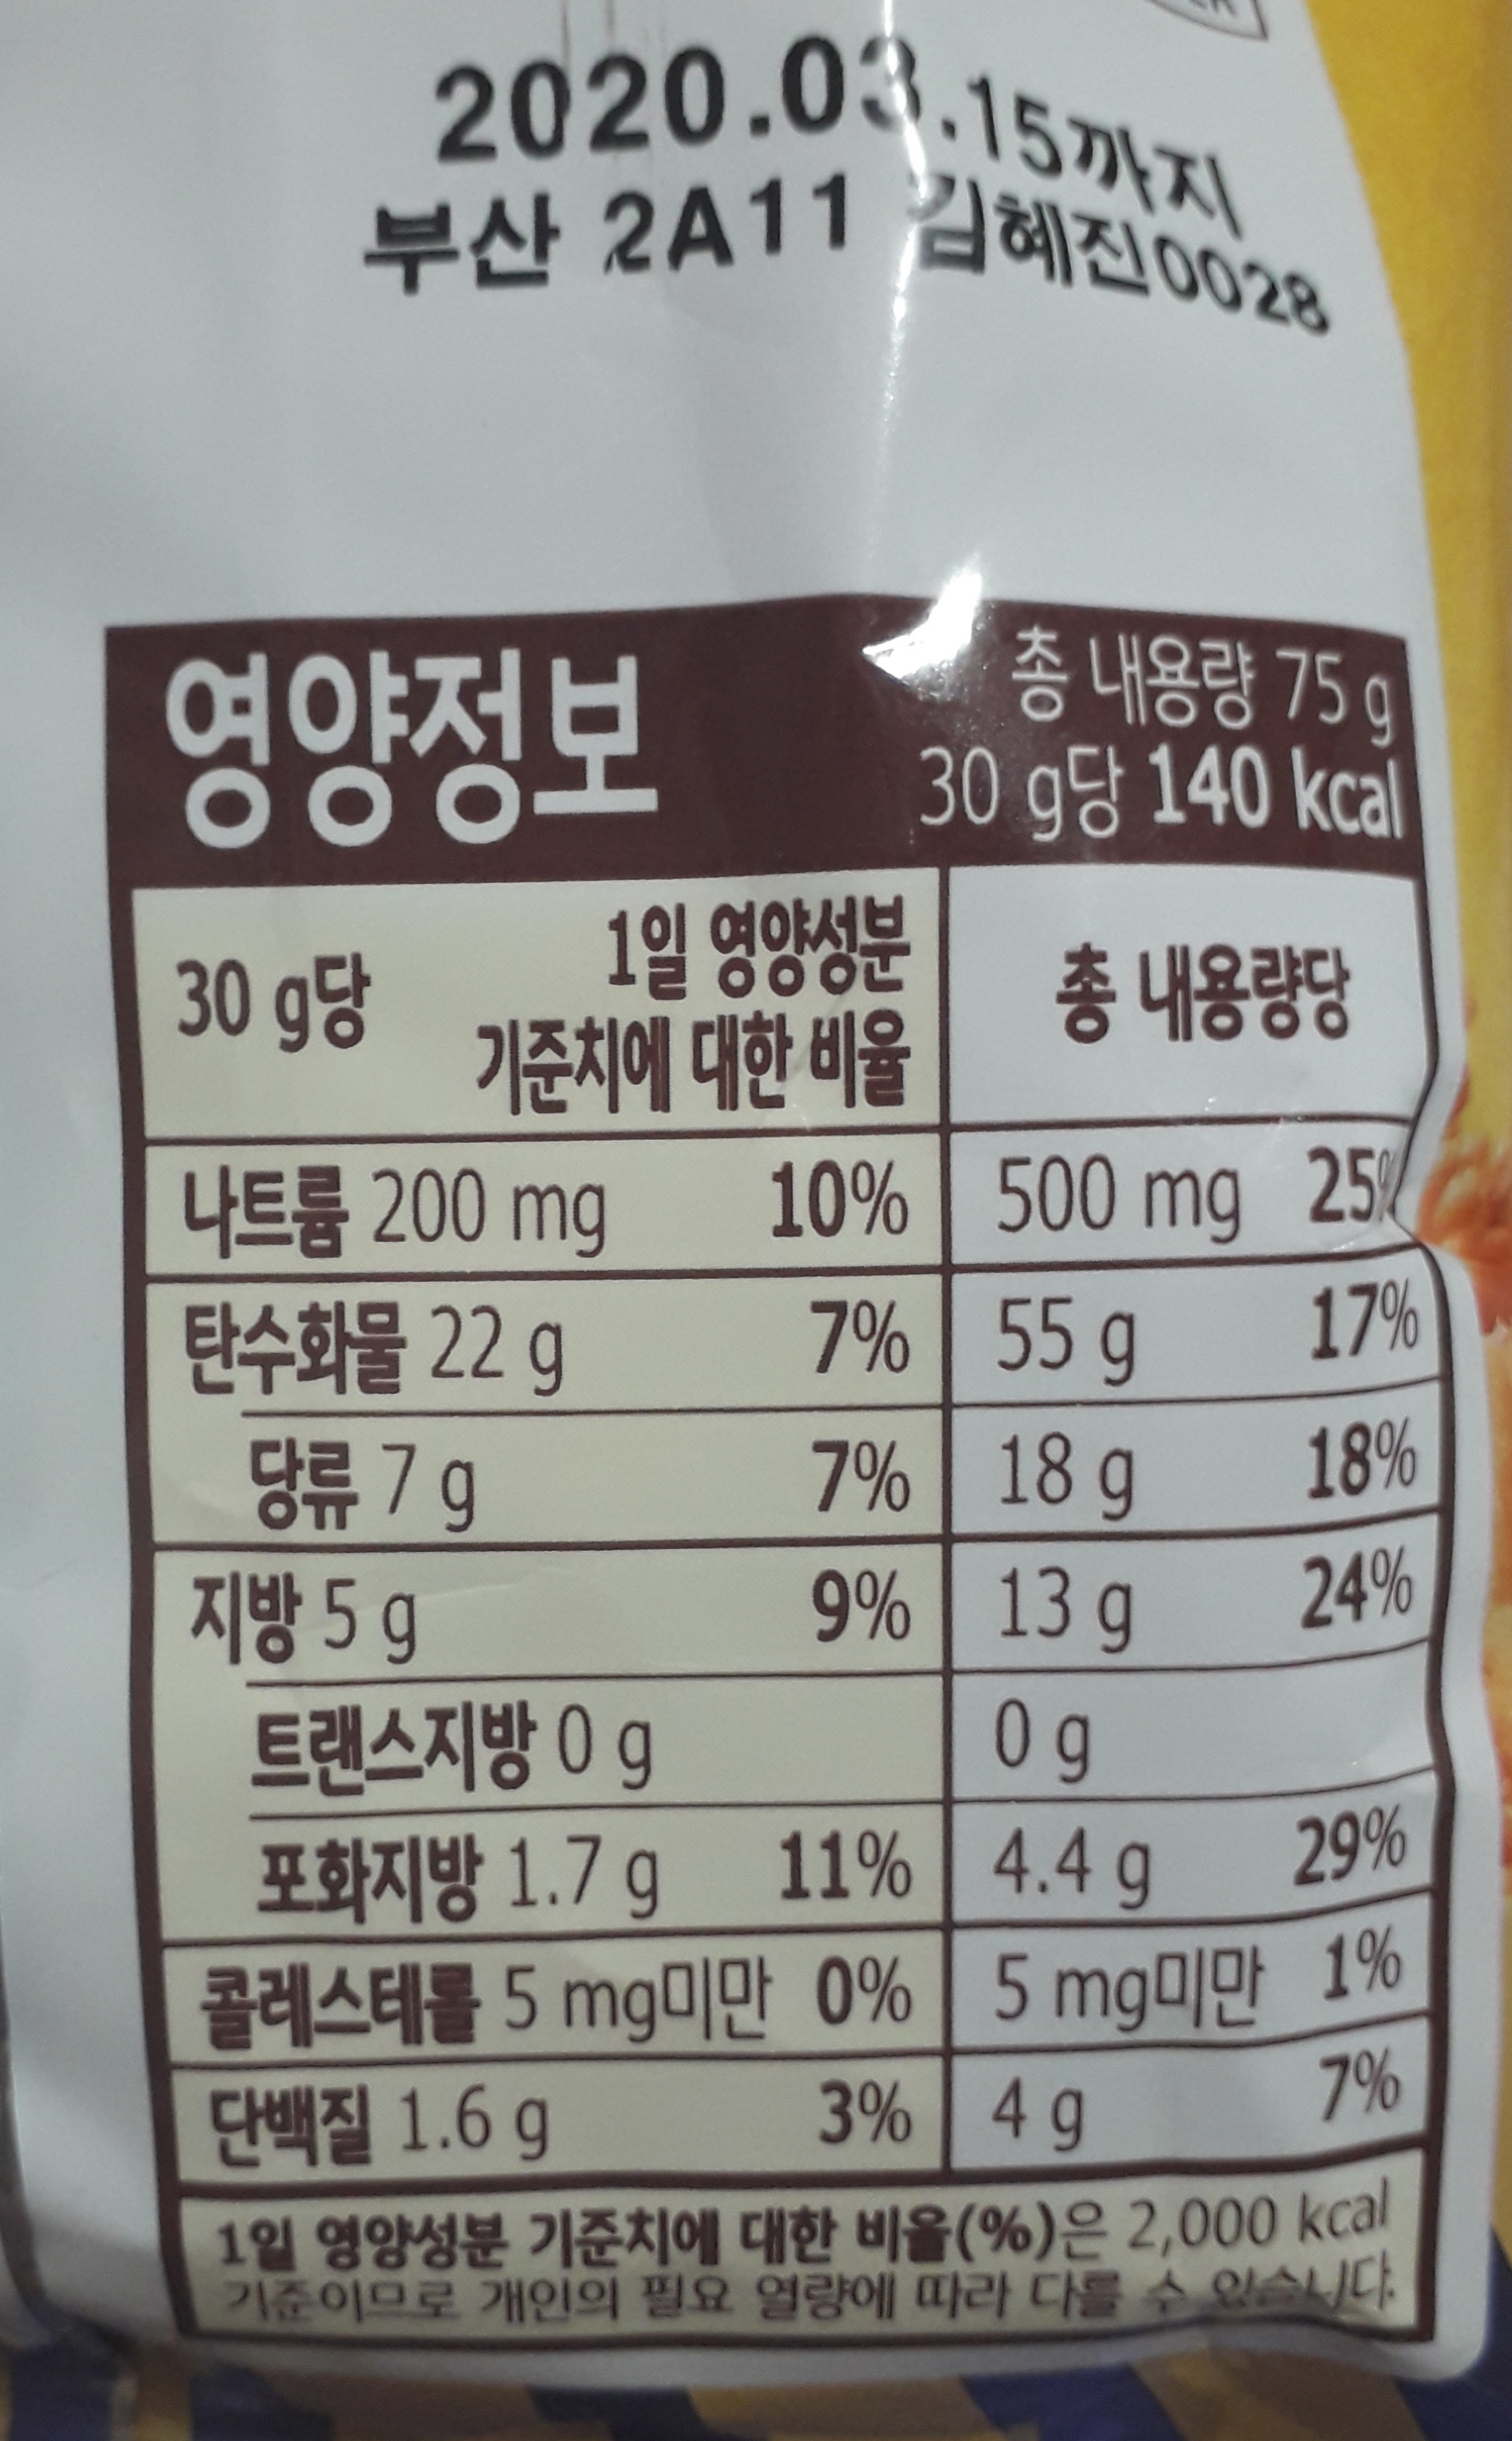 2020.03.15까지
부산 2A11 김혜진0028
영양정보
총 내용량 75 g
30 g당 140 kcal
30 g당
1일 영양성분
기준치에 대한 비율
총 내용량당
나트륨 200 mg 10% 500 mg 25%
탄수화물 22 g 7% 55 g 17%
당류 7 g 7% 18 g 18%
지방 5 g 9% 13 g 24%
트랜스지방 0 g 0 g
포화지방 1.7 g 11% 4.4 g 29%
콜레스테롤 5 mg미만 0% 5 mg미만 1%
단백질 1.6 g 3% 4 g 7%
1일 영양성분 기준치에 대한 비율(%)은 2,000 kcal
기준이므로 개인의 필요 열량에 따라 다를 수 있습니다.